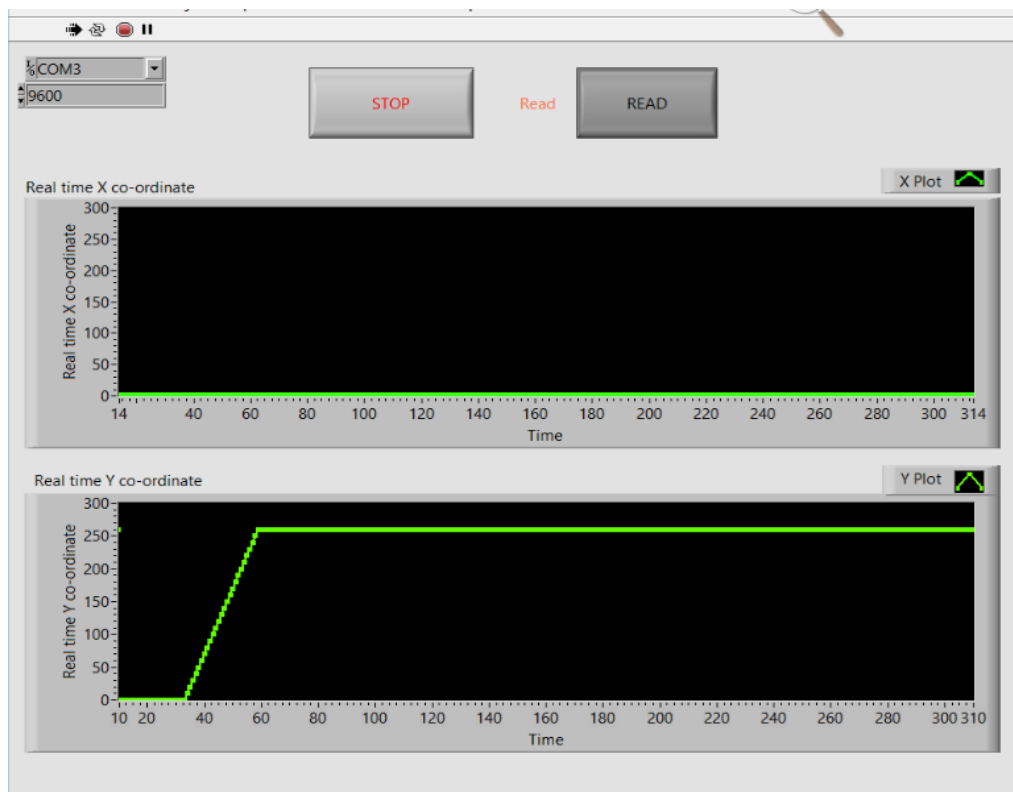 COM3
9600
STOP
Read
READ
Real time X co-ordinate
X Plot
Real time X co-ordinate
300
250
200
150
100
50
0
14 40 60 80 100 120 140 160 180 200 220 240 260 280 300 314
Time
Real time Y co-ordinate
Y Plot
Real time Y co-ordinate
300
250
200
150
100
50
0
10 20 40 60 80 100 120 140 160 180 200 220 240 260 280 300 310
Time